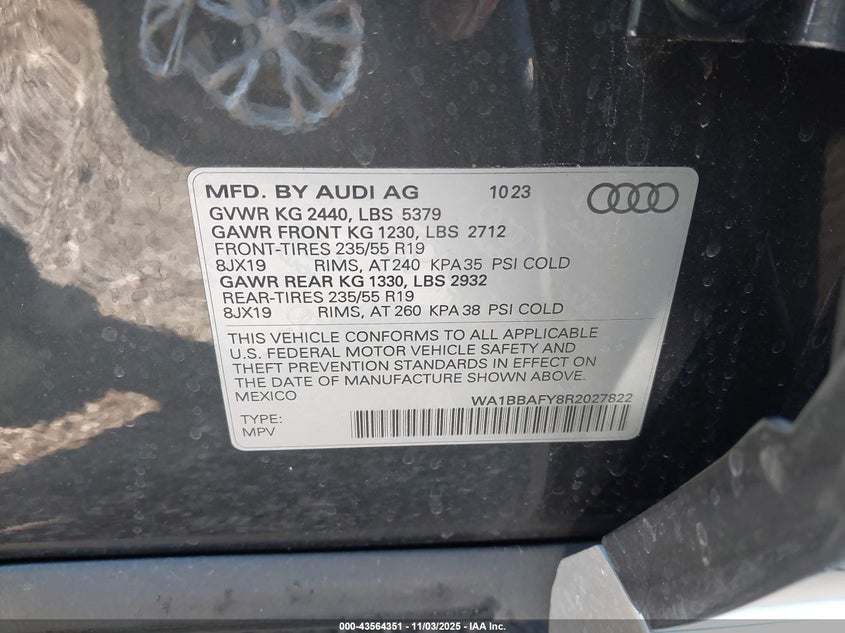 MFD. BY AUDI AG 10 23
GVWR KG 2440, LBS 5379
GAWR FRONT KG 1230, LBS 2712
FRONT-TIRES 235/55 R19
8JX19 RIMS, AT 240 KPA 35 PSI COLD
GAWR REAR KG 1330, LBS 2932
REAR-TIRES 235/55 R19
8JX19 RIMS, AT 260 KPA 38 PSI COLD
THIS VEHICLE CONFORMS TO ALL APPLICABLE
U.S. FEDERAL MOTOR VEHICLE SAFETY AND
THEFT PREVENTION STANDARDS IN EFFECT ON
THE DATE OF MANUFACTURE SHOWN ABOVE.
MEXICO WA1BBAFY8R2027822
TYPE:
MPV
000-43564351 - 11/03/2025 - IAA Inc.